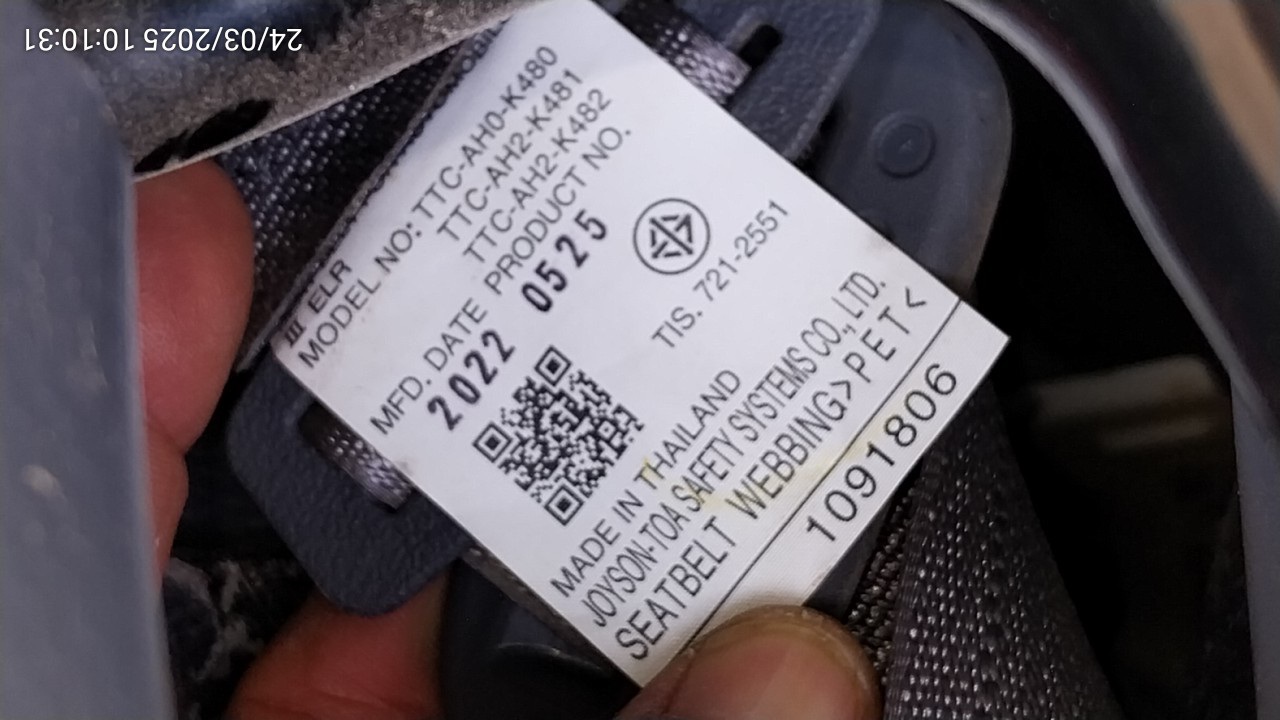 24/03/2025 10:10:31
III ELR
MODEL NO: TTC-AH0-K480
TTC-AH2-K481
TTC-AH2-K482
MFD. DATE PRODUCT NO.
2022 0525
TIS. 721-2551
MADE IN THAILAND
JOYSON-TOA SAFETY SYSTEMS CO., LTD.
SEATBELT WEBBING>PET<
1091806